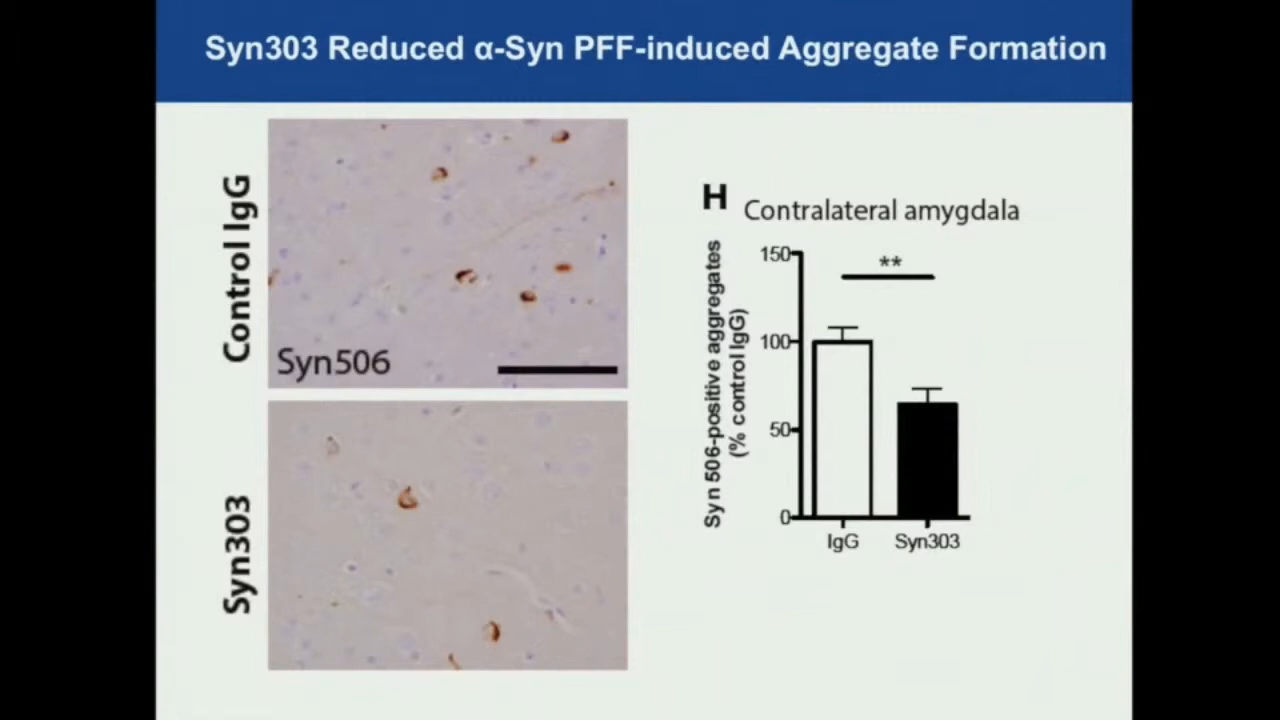 Syn303 Reduced α-Syn PFF-induced Aggregate Formation
Control IgG
Syn506
Syn303
H
Contralateral amygdala
Syn 506-positive aggregates
(% control IgG)
150
100
50
0
**
IgG
Syn303